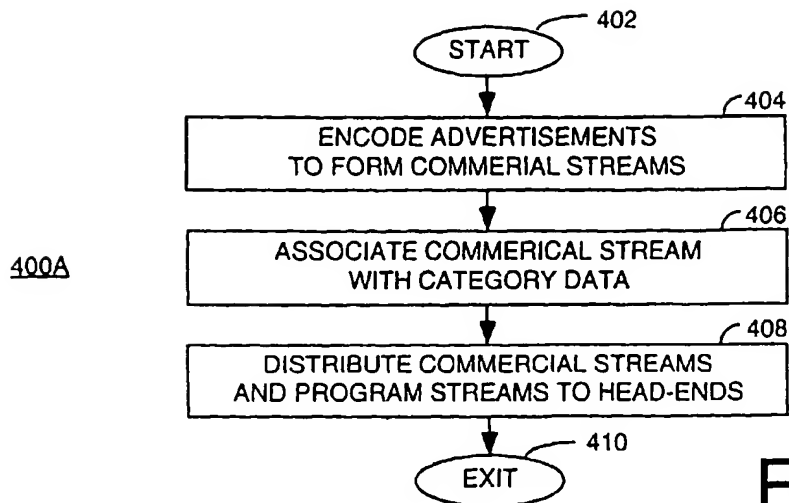 402
START
404
ENCODE ADVERTISEMENTS
TO FORM COMMERIAL STREAMS
406
400A
ASSOCIATE COMMERICAL STREAM
WITH CATEGORY DATA
408
DISTRIBUTE COMMERCIAL STREAMS
AND PROGRAM STREAMS TO HEAD-ENDS
410
EXIT